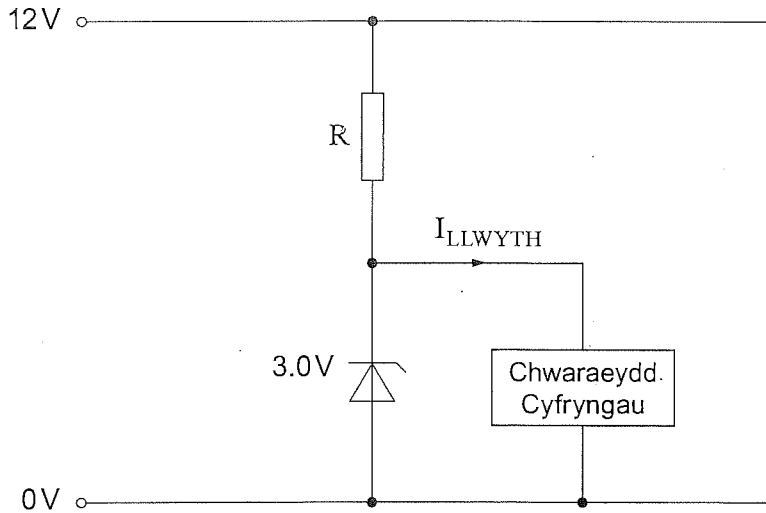 12V
R
I_LLWYTH
3.0V
Chwaraeydd
Cyfryngau
0V